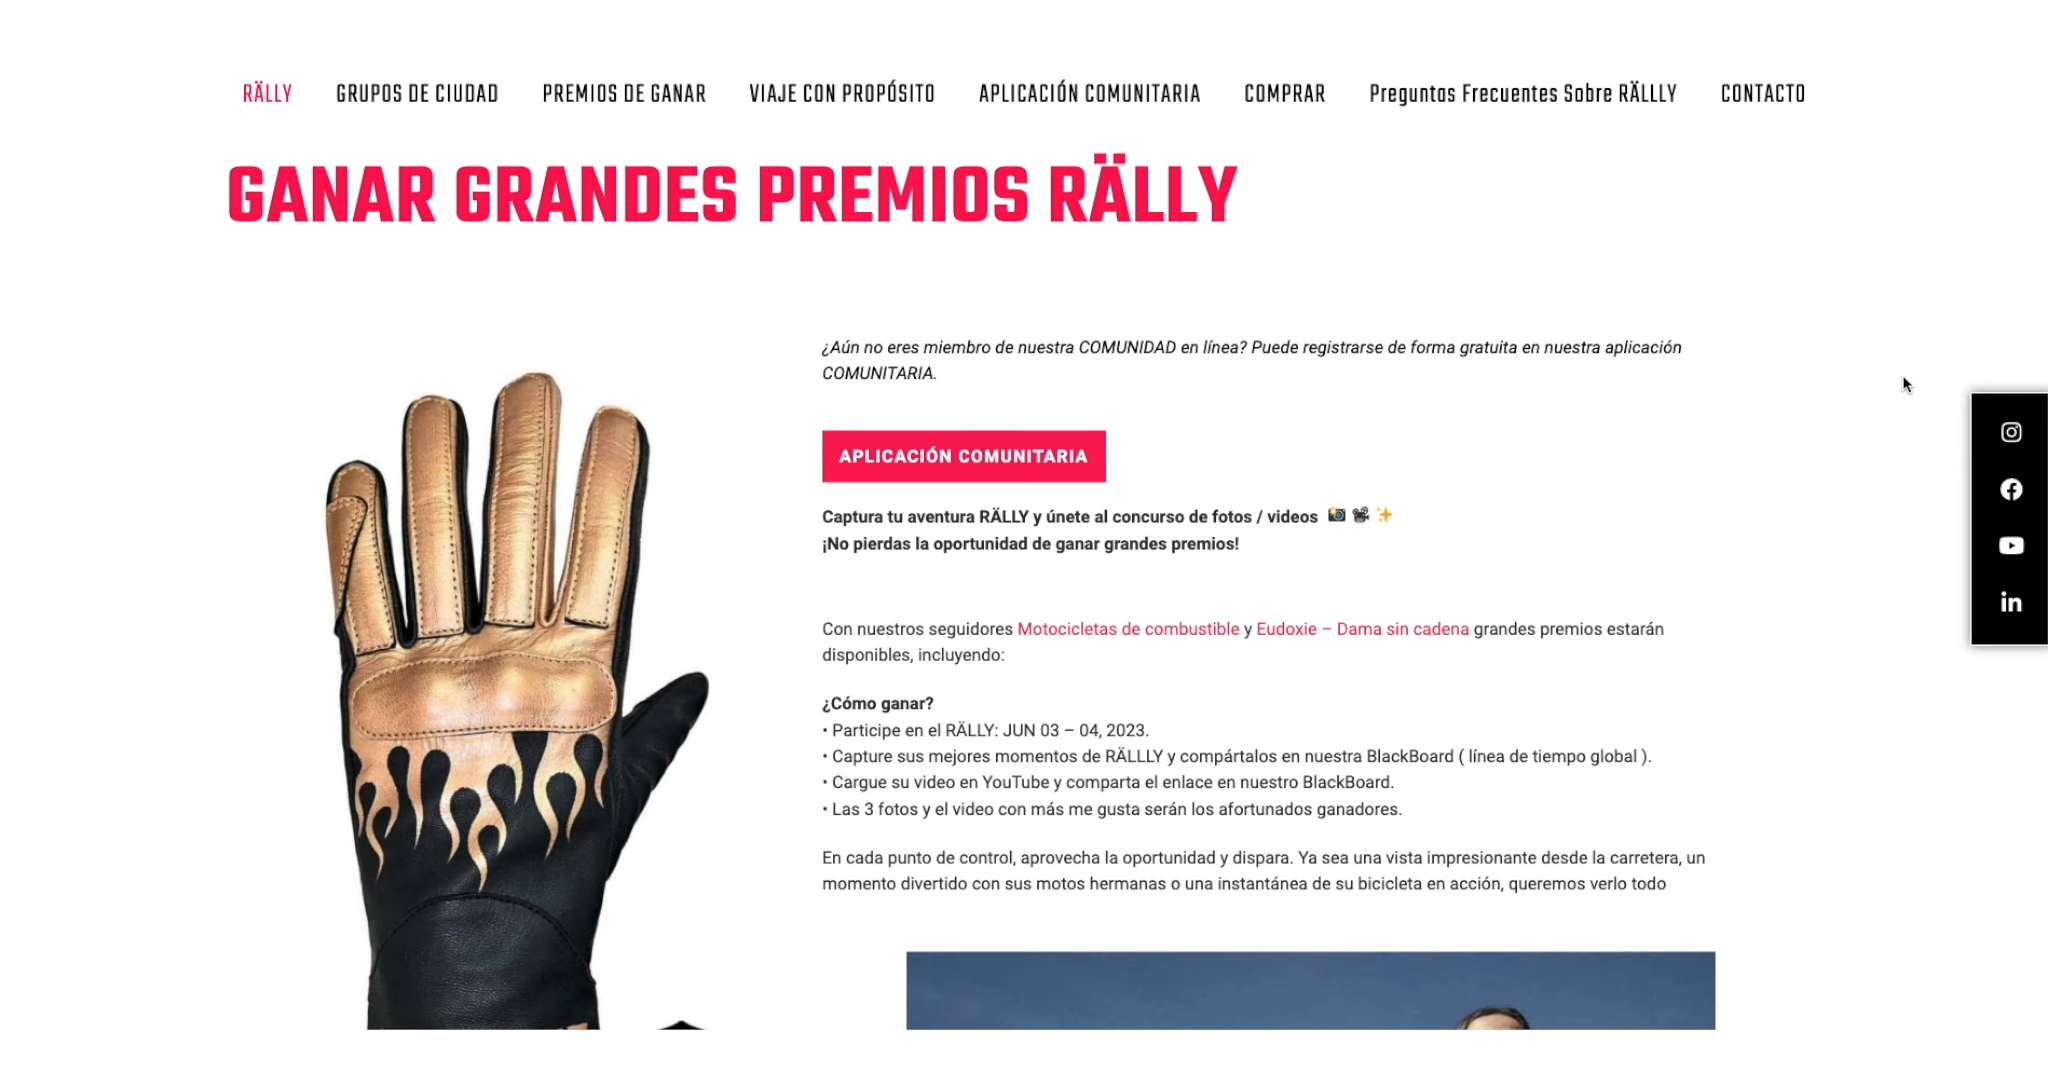 RÄLLY GRUPOS DE CIUDAD PREMIOS DE GANAR VIAJE CON PROPÓSITO APLICACIÓN COMUNITARIA COMPRAR Preguntas Frecuentes Sobre RÄLLLY CONTACTO
GANAR GRANDES PREMIOS RÄLLY
¿Aún no eres miembro de nuestra COMUNIDAD en línea? Puede registrarse de forma gratuita en nuestra aplicación
COMUNITARIA.
APLICACIÓN COMUNITARIA
Captura tu aventura RÄLLY y únete al concurso de fotos / videos 📸 📽 ✨
¡No pierdas la oportunidad de ganar grandes premios!
Con nuestros seguidores Motocicletas de combustible y Eudoxie – Dama sin cadena grandes premios estarán
disponibles, incluyendo:
¿Cómo ganar?
• Participe en el RÄLLY: JUN 03 – 04, 2023.
• Capture sus mejores momentos de RÄLLLY y compártalos en nuestra BlackBoard ( línea de tiempo global ).
• Cargue su video en YouTube y comparta el enlace en nuestro BlackBoard.
• Las 3 fotos y el video con más me gusta serán los afortunados ganadores.
En cada punto de control, aprovecha la oportunidad y dispara. Ya sea una vista impresionante desde la carretera, un
momento divertido con sus motos hermanas o una instantánea de su bicicleta en acción, queremos verlo todo